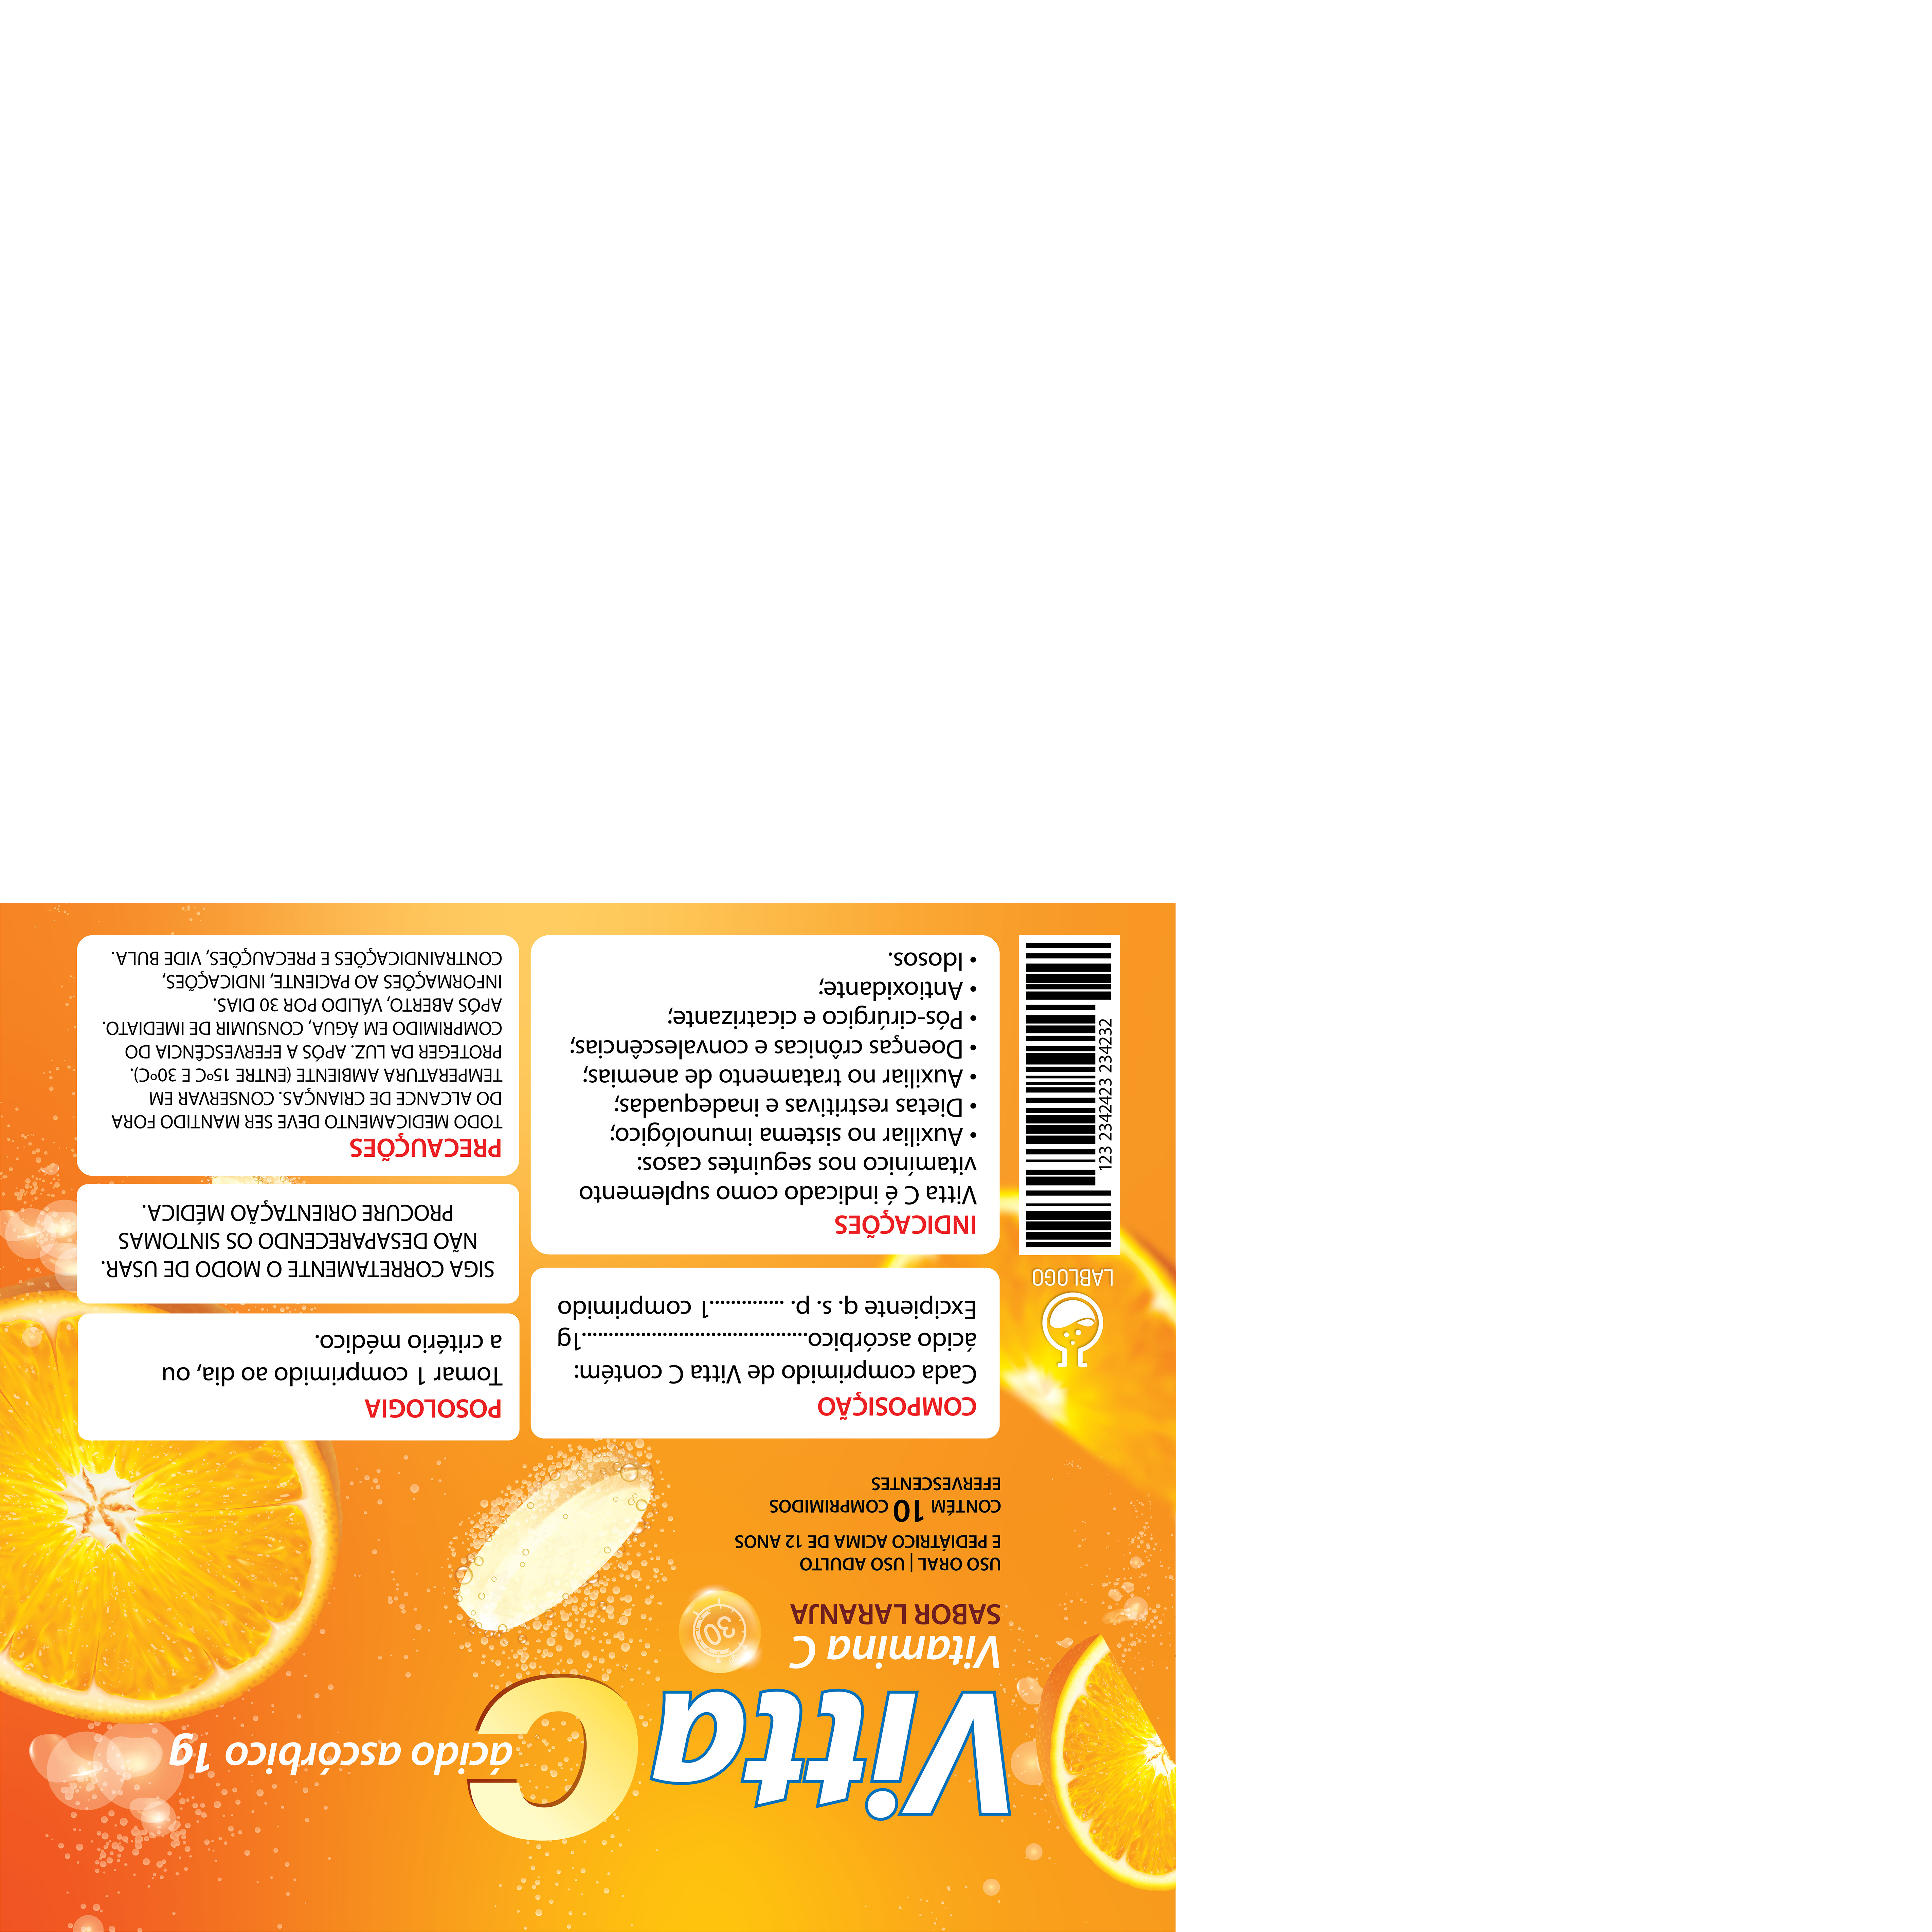 Vitta C
ácido ascórbico 1g
Vitamina C
SABOR LARANJA
30
USO ORAL | USO ADULTO
E PEDIÁTRICO ACIMA DE 12 ANOS
CONTÉM 10 COMPRIMIDOS
EFERVESCENTES
LABLOGO
123 2342423 234232
COMPOSIÇÃO
Cada comprimido de Vitta C contém:
ácido ascórbico..........................................1g
Excipiente q. s. p. ..............1 comprimido
INDICAÇÕES
Vitta C é indicado como suplemento
vitamínico nos seguintes casos:
• Auxiliar no sistema imunológico;
• Dietas restritivas e inadequadas;
• Auxiliar no tratamento de anemias;
• Doenças crônicas e convalescências;
• Pós-cirúrgico e cicatrizante;
• Antioxidante;
• Idosos.
POSOLOGIA
Tomar 1 comprimido ao dia, ou
a critério médico.
SIGA CORRETAMENTE O MODO DE USAR.
NÃO DESAPARECENDO OS SINTOMAS
PROCURE ORIENTAÇÃO MÉDICA.
PRECAUÇÕES
TODO MEDICAMENTO DEVE SER MANTIDO FORA
DO ALCANCE DE CRIANÇAS. CONSERVAR EM
TEMPERATURA AMBIENTE (ENTRE 15ºC E 30ºC).
PROTEGER DA LUZ. APÓS A EFERVESCÊNCIA DO
COMPRIMIDO EM ÁGUA, CONSUMIR DE IMEDIATO.
APÓS ABERTO, VÁLIDO POR 30 DIAS.
INFORMAÇÕES AO PACIENTE, INDICAÇÕES,
CONTRAINDICAÇÕES E PRECAUÇÕES, VIDE BULA.